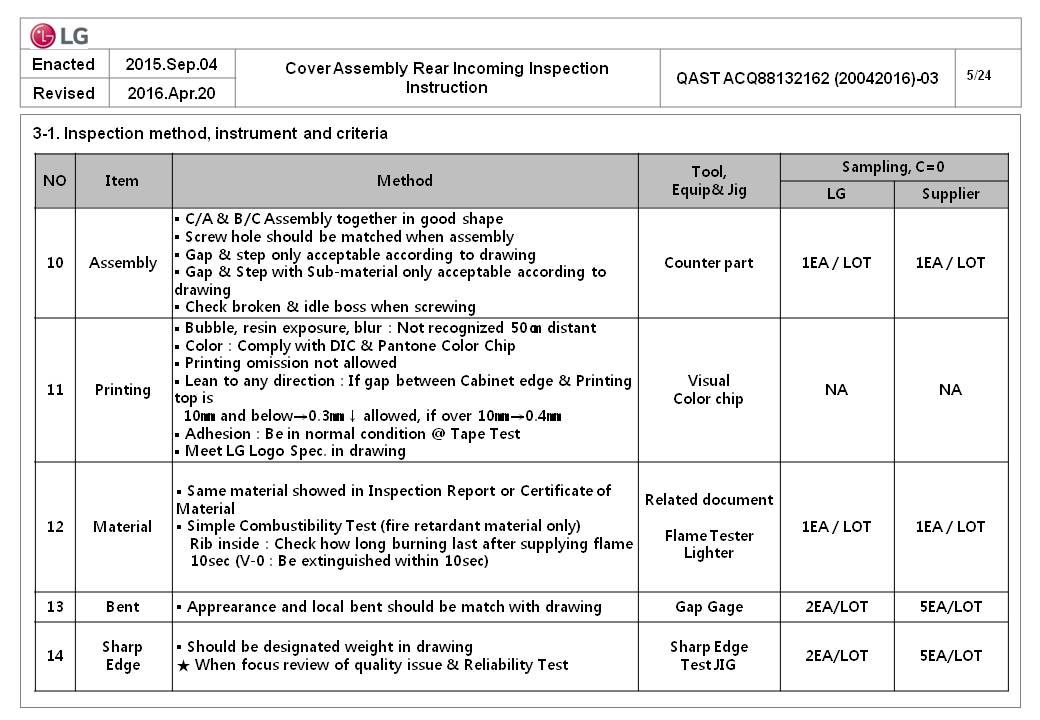 LG
Enacted 2015.Sep.04
Cover Assembly Rear Incoming Inspection
Instruction
QAST ACQ88132162 (20042016)-03
5/24
Revised 2016.Apr.20
3-1. Inspection method, instrument and criteria
NO Item Method Tool,
Equip& Jig
Sampling, C=0
LG Supplier
10 Assembly
▪ C/A & B/C Assembly together in good shape
▪ Screw hole should be matched when assembly
▪ Gap & step only acceptable according to drawing
▪ Gap & Step with Sub-material only acceptable according to
drawing
▪ Check broken & idle boss when screwing
Counter part 1EA / LOT 1EA / LOT
11 Printing
▪ Bubble, resin exposure, blur : Not recognized 50㎝ distant
▪ Color : Comply with DIC & Pantone Color Chip
▪ Printing omission not allowed
▪ Lean to any direction : If gap between Cabinet edge & Printing
top is
10㎜ and below→0.3㎜↓ allowed, if over 10㎜→0.4㎜
▪ Adhesion : Be in normal condition @ Tape Test
▪ Meet LG Logo Spec. in drawing
Visual
Color chip
NA NA
12 Material
▪ Same material showed in Inspection Report or Certificate of
Material
▪ Simple Combustibility Test (fire retardant material only)
Rib inside : Check how long burning last after supplying flame
10sec (V-0 : Be extinguished within 10sec)
Related document
Flame Tester
Lighter
1EA / LOT 1EA / LOT
13 Bent ▪ Apprearance and local bent should be match with drawing Gap Gage 2EA/LOT 5EA/LOT
14 Sharp
Edge
▪ Should be designated weight in drawing
★ When focus review of quality issue & Reliability Test
Sharp Edge
Test JIG
2EA/LOT 5EA/LOT